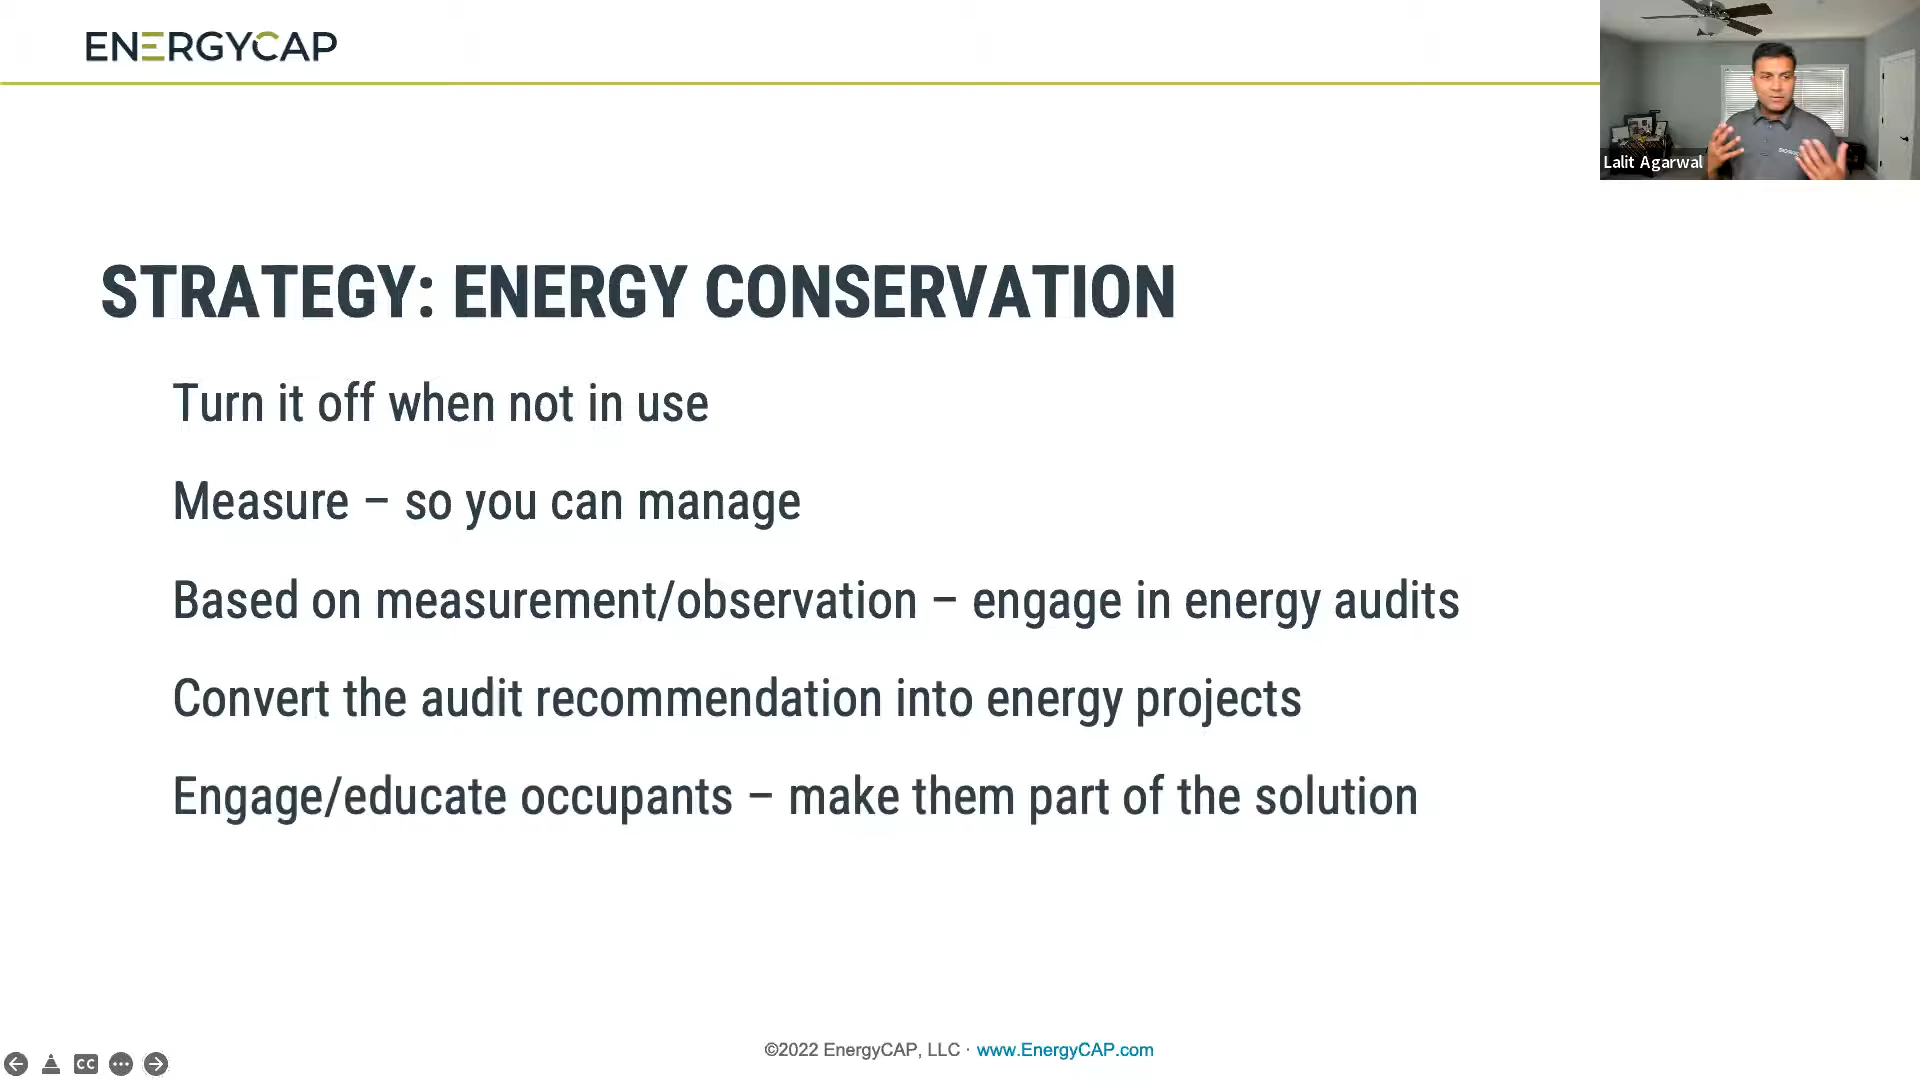 ENERGYCAP
Lalit Agarwal
STRATEGY: ENERGY CONSERVATION
Turn it off when not in use
Measure – so you can manage
Based on measurement/observation – engage in energy audits
Convert the audit recommendation into energy projects
Engage/educate occupants – make them part of the solution
©2022 EnergyCAP, LLC · www.EnergyCAP.com
CC